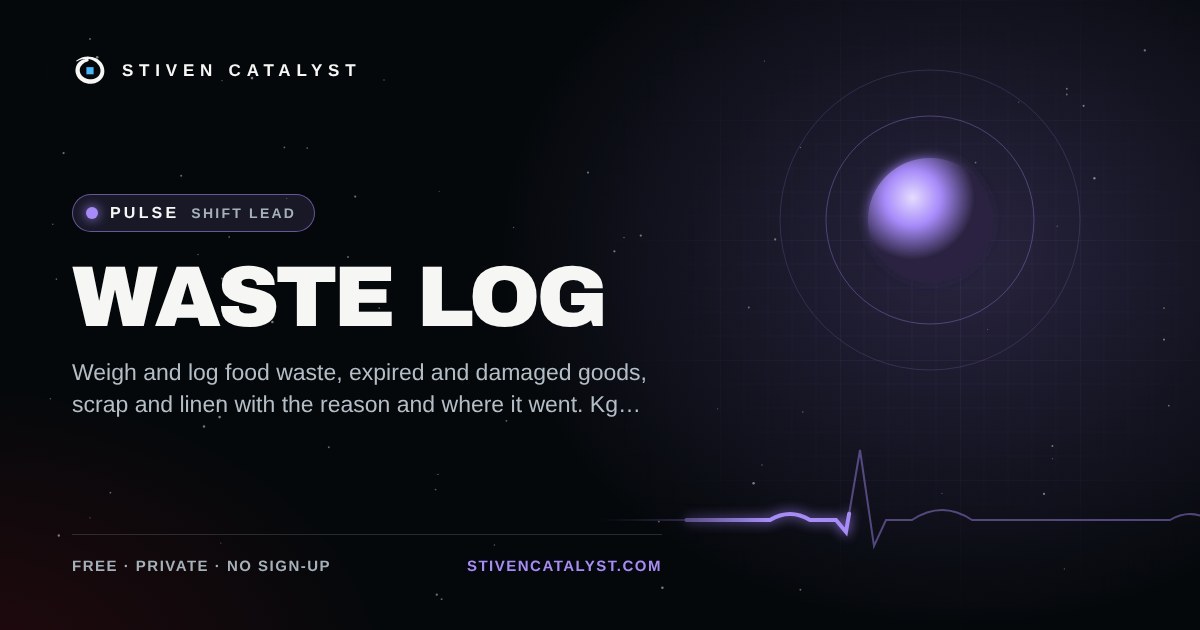 STIVEN CATALYST
PULSE SHIFT LEAD
WASTE LOG
Weigh and log food waste, expired and damaged goods,
scrap and linen with the reason and where it went. Kg…
FREE · PRIVATE · NO SIGN-UP
STIVENCATALYST.COM